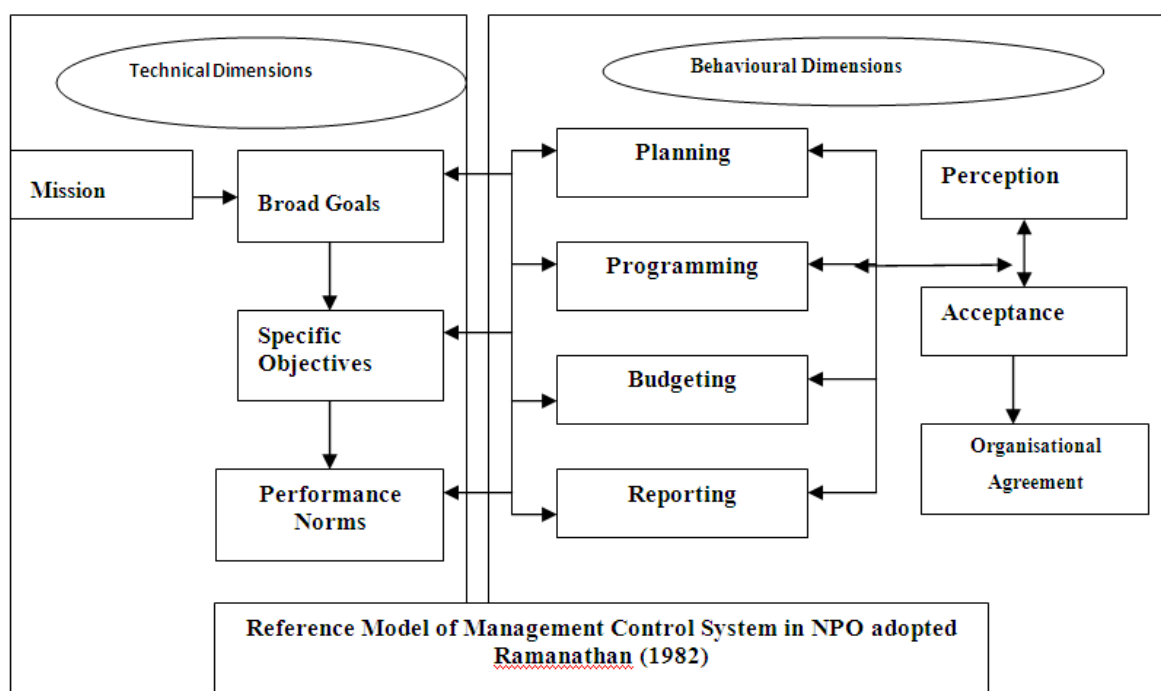 Technical Dimensions
Behavioural Dimensions
Mission
Broad Goals
Specific
Objectives
Performance
Norms
Planning
Programming
Budgeting
Reporting
Perception
Acceptance
Organisational
Agreement
Reference Model of Management Control System in NPO adopted
Ramanathan (1982)